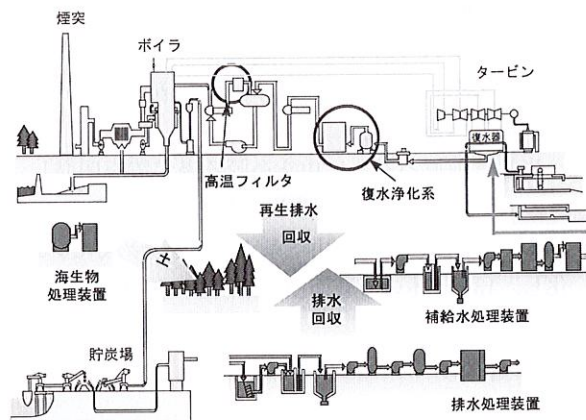 煙突
ボイラ
タービン
復水器
高温フィルタ
復水浄化系
再生排水
回収
海生物
処理装置
排水
回収
補給水処理装置
貯炭場
排水処理装置